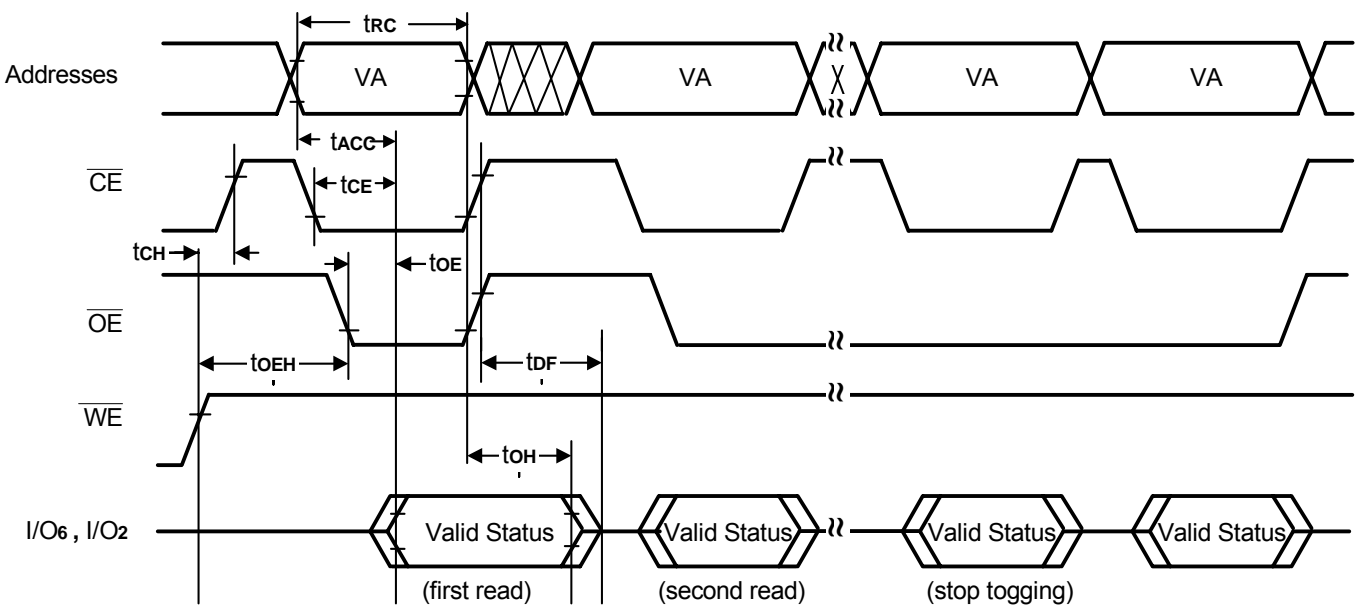 tRC
Addresses VA VA VA VA
tACC
CE tCE
tCH tOE
OE
tOEH tDF
WE
tOH
I/O6 , I/O2 Valid Status Valid Status Valid Status Valid Status
(first read) (second read) (stop togging)